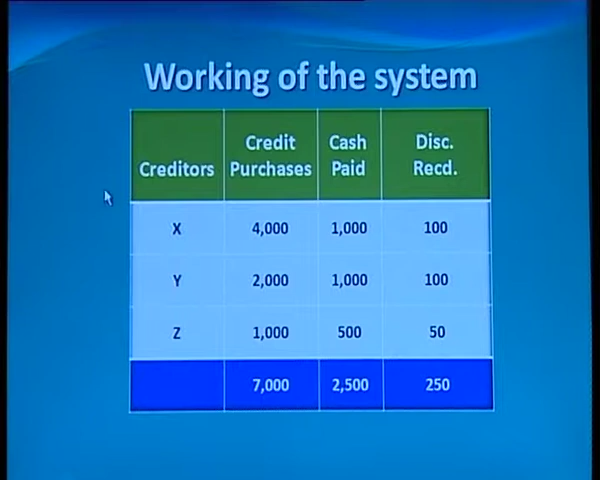 Working of the system
Creditors Credit Purchases Cash Paid Disc. Recd.
X 4,000 1,000 100
Y 2,000 1,000 100
Z 1,000 500 50
7,000 2,500 250